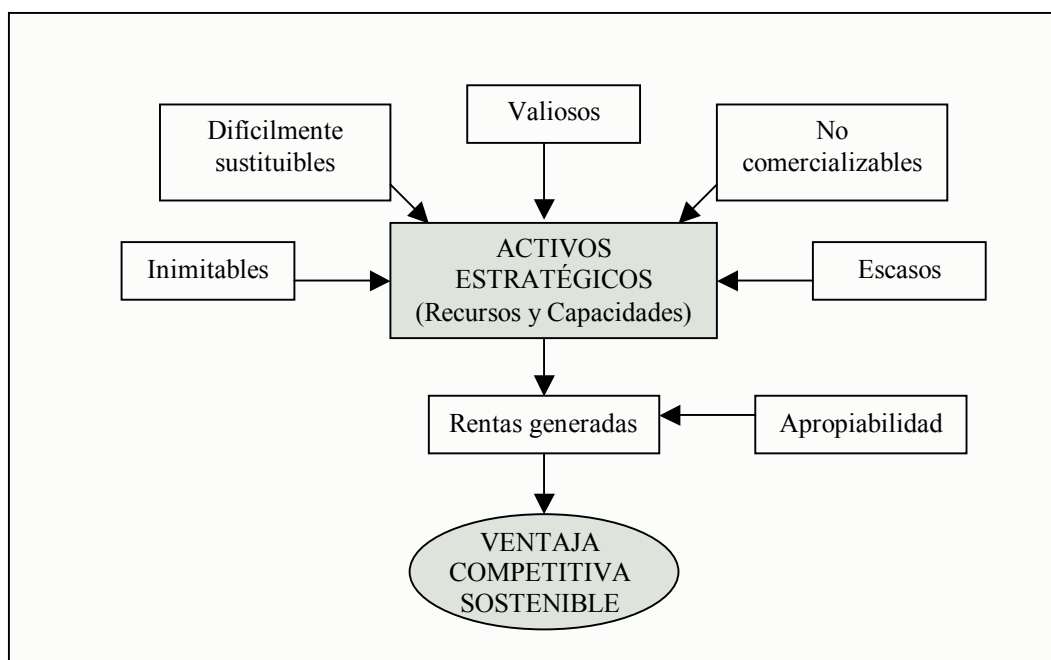 Valiosos
Difícilmente
sustituibles
No
comercializables
Inimitables
ACTIVOS
ESTRATÉGICOS
(Recursos y Capacidades)
Escasos
Rentas generadas
Apropiabilidad
VENTAJA
COMPETITIVA
SOSTENIBLE